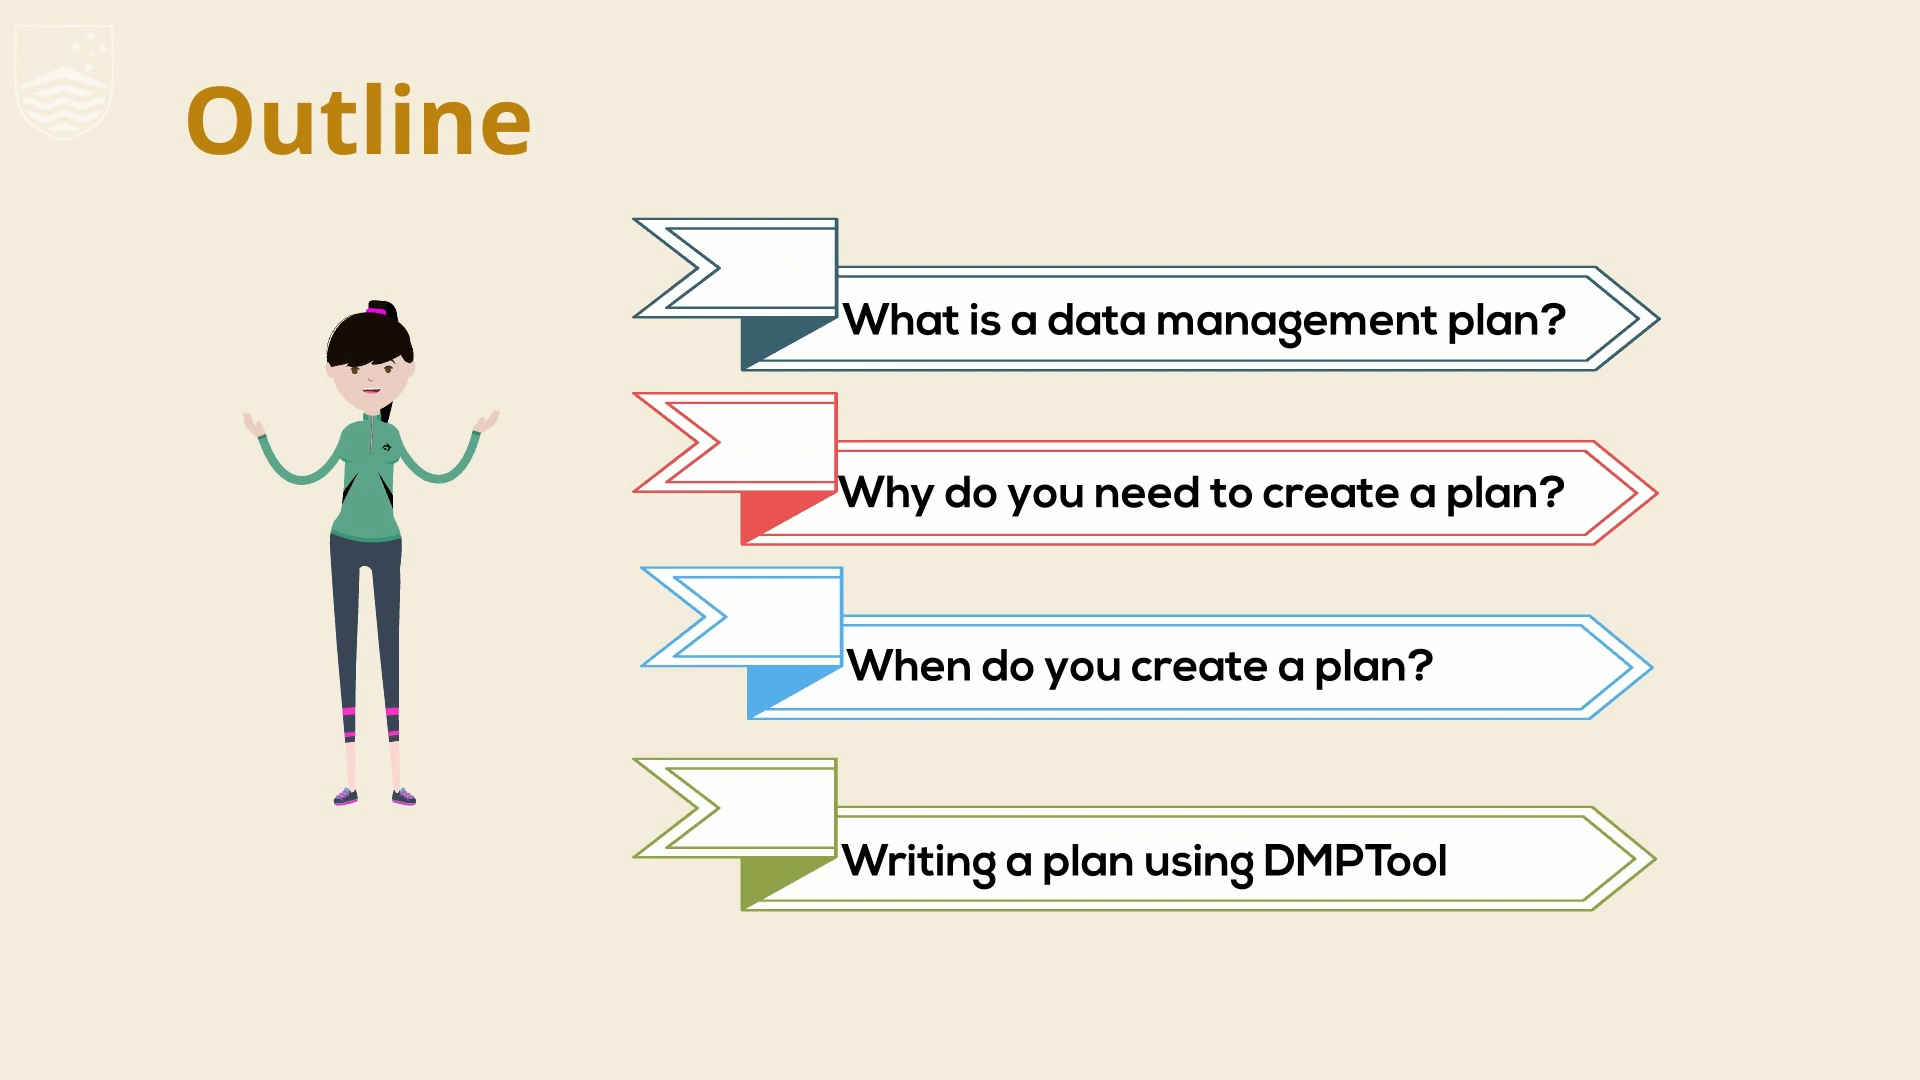 Outline
What is a data management plan?
Why do you need to create a plan?
When do you create a plan?
Writing a plan using DMPTool